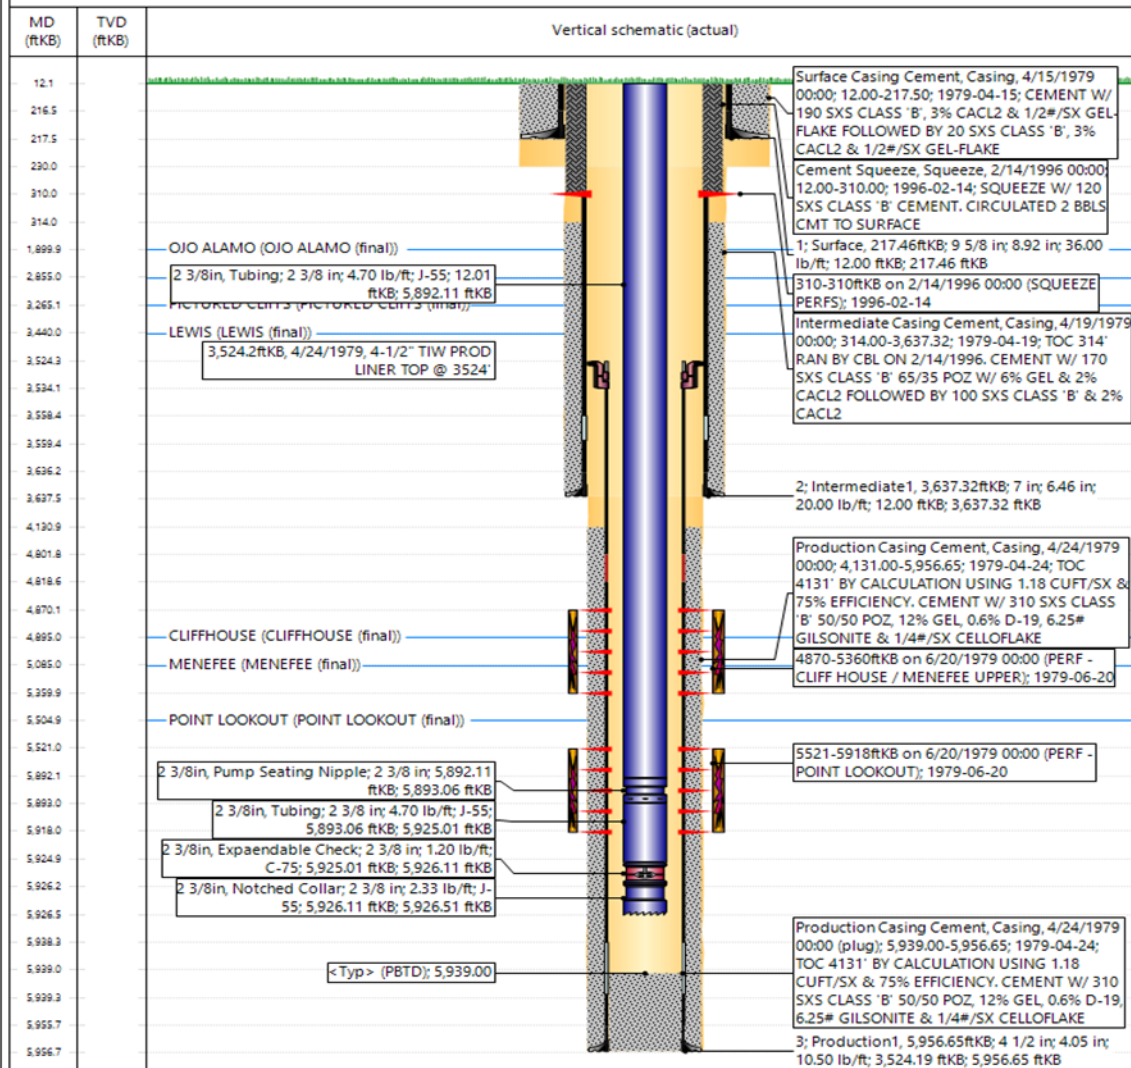 MD
(ftKB)
TVD
(ftKB)
Vertical schematic (actual)
12.1
216.5
217.5
230.0
310.0
314.0
1,899.9
2,855.0
3,265.1
3,440.0
3,524.3
3,534.1
3,558.4
3,559.4
3,636.2
3,637.5
4,130.9
4,801.8
4,818.6
4,870.1
4,895.0
5,085.0
5,359.9
5,504.9
5,521.0
5,892.1
5,893.0
5,918.0
5,924.9
5,926.2
5,926.5
5,938.3
5,939.0
5,939.3
5,955.7
5,956.7
OJO ALAMO (OJO ALAMO (final))
2 3/8in, Tubing; 2 3/8 in; 4.70 lb/ft; J-55; 12.01
ftKB; 5,892.11 ftKB
PICTURED CLIFFS (PICTURED CLIFFS (final))
LEWIS (LEWIS (final))
3,524.2ftKB, 4/24/1979, 4-1/2" TIW PROD
LINER TOP @ 3524'
CLIFFHOUSE (CLIFFHOUSE (final))
MENEFEE (MENEFEE (final))
POINT LOOKOUT (POINT LOOKOUT (final))
2 3/8in, Pump Seating Nipple; 2 3/8 in; 5,892.11
ftKB; 5,893.06 ftKB
2 3/8in, Tubing; 2 3/8 in; 4.70 lb/ft; J-55;
5,893.06 ftKB; 5,925.01 ftKB
2 3/8in, Expaendable Check; 2 3/8 in; 1.20 lb/ft;
C-75; 5,925.01 ftKB; 5,926.11 ftKB
2 3/8in, Notched Collar; 2 3/8 in; 2.33 lb/ft; J-
55; 5,926.11 ftKB; 5,926.51 ftKB
<Typ> (PBTD); 5,939.00
Surface Casing Cement, Casing, 4/15/1979
00:00; 12.00-217.50; 1979-04-15; CEMENT W/
190 SXS CLASS 'B', 3% CACL2 & 1/2#/SX GEL-
FLAKE FOLLOWED BY 20 SXS CLASS 'B', 3%
CACL2 & 1/2#/SX GEL-FLAKE
Cement Squeeze, Squeeze, 2/14/1996 00:00;
12.00-310.00; 1996-02-14; SQUEEZE W/ 120
SXS CLASS 'B' CEMENT. CIRCULATED 2 BBLS
CMT TO SURFACE
1; Surface, 217.46ftKB; 9 5/8 in; 8.92 in; 36.00
lb/ft; 12.00 ftKB; 217.46 ftKB
310-310ftKB on 2/14/1996 00:00 (SQUEEZE
PERFS); 1996-02-14
Intermediate Casing Cement, Casing, 4/19/1979
00:00; 314.00-3,637.32; 1979-04-19; TOC 314'
RAN BY CBL ON 2/14/1996. CEMENT W/ 170
SXS CLASS 'B' 65/35 POZ W/ 6% GEL & 2%
CACL2 FOLLOWED BY 100 SXS CLASS 'B' & 2%
CACL2
2; Intermediate1, 3,637.32ftKB; 7 in; 6.46 in;
20.00 lb/ft; 12.00 ftKB; 3,637.32 ftKB
Production Casing Cement, Casing, 4/24/1979
00:00; 4,131.00-5,956.65; 1979-04-24; TOC
4131' BY CALCULATION USING 1.18 CUFT/SX &
75% EFFICIENCY. CEMENT W/ 310 SXS CLASS
'B' 50/50 POZ, 12% GEL, 0.6% D-19, 6.25#
GILSONITE & 1/4#/SX CELLOFLAKE
4870-5360ftKB on 6/20/1979 00:00 (PERF -
CLIFF HOUSE / MENEFEE UPPER); 1979-06-20
5521-5918ftKB on 6/20/1979 00:00 (PERF -
POINT LOOKOUT); 1979-06-20
Production Casing Cement, Casing, 4/24/1979
00:00 (plug); 5,939.00-5,956.65; 1979-04-24;
TOC 4131' BY CALCULATION USING 1.18
CUFT/SX & 75% EFFICIENCY. CEMENT W/ 310
SXS CLASS 'B' 50/50 POZ, 12% GEL, 0.6% D-19,
6.25# GILSONITE & 1/4#/SX CELLOFLAKE
3; Production1, 5,956.65ftKB; 4 1/2 in; 4.05 in;
10.50 lb/ft; 3,524.19 ftKB; 5,956.65 ftKB